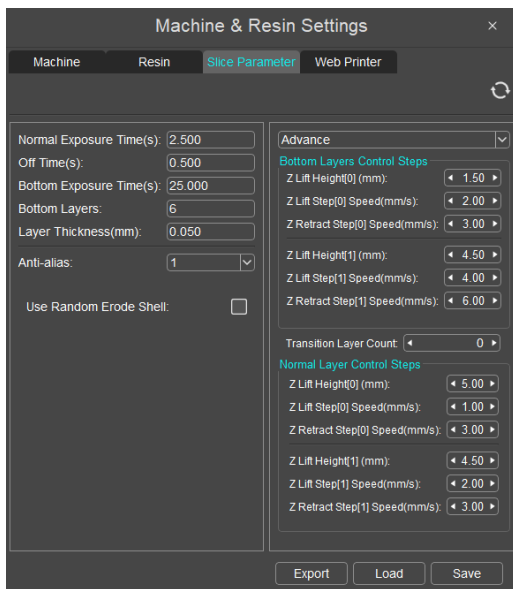 Machine & Resin Settings ×
Machine Resin Slice Parameter Web Printer
Normal Exposure Time(s): 2.500
Off Time(s): 0.500
Bottom Exposure Time(s): 25.000
Bottom Layers: 6
Layer Thickness(mm): 0.050
Anti-alias: 1
Use Random Erode Shell:
Advance
Bottom Layers Control Steps
Z Lift Height[0] (mm): 1.50
Z Lift Step[0] Speed(mm/s): 2.00
Z Retract Step[0] Speed(mm/s): 3.00
Z Lift Height[1] (mm): 4.50
Z Lift Step[1] Speed(mm/s): 4.00
Z Retract Step[1] Speed(mm/s): 6.00
Transition Layer Count: 0
Normal Layer Control Steps
Z Lift Height[0] (mm): 5.00
Z Lift Step[0] Speed(mm/s): 1.00
Z Retract Step[0] Speed(mm/s): 3.00
Z Lift Height[1] (mm): 4.50
Z Lift Step[1] Speed(mm/s): 2.00
Z Retract Step[1] Speed(mm/s): 3.00
Export Load Save